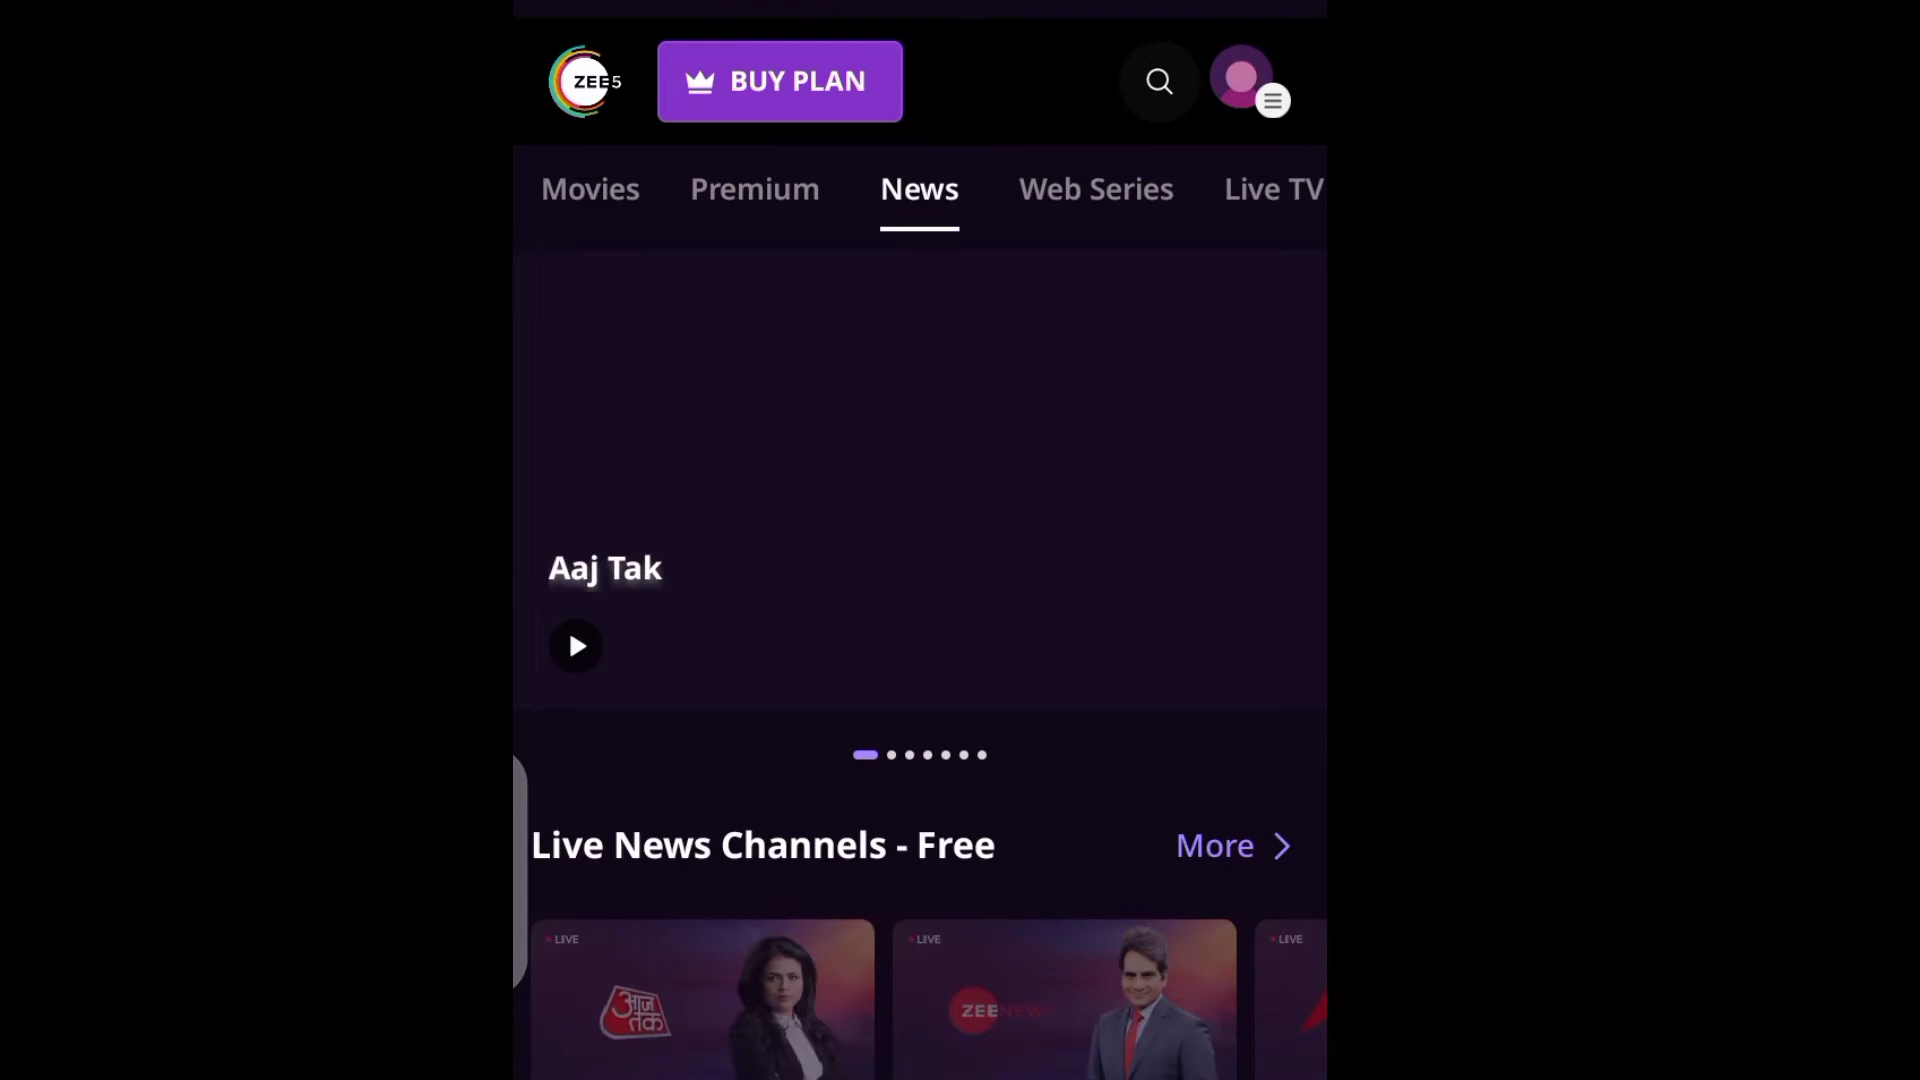 ZEE5
BUY PLAN
Movies
Premium
News
Web Series
Live TV
Aaj Tak
Live News Channels - Free
More
LIVE
LIVE
LIVE
आज
तक
ZEE NEWS